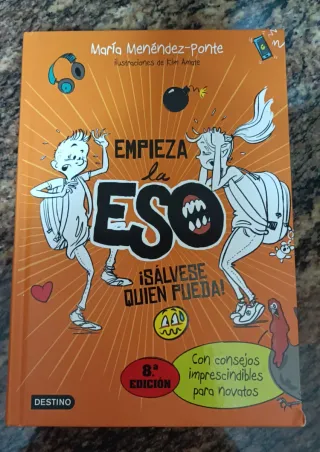 María Menéndez-Ponte
ilustraciones de Kim Amate
EMPIEZA
la
ESO
¡SÁLVESE
QUIEN PUEDA!
8.ª
EDICIÓN
Con consejos
imprescindibles
para novatos
DESTINO